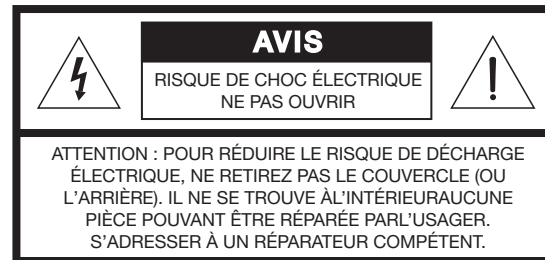 AVIS
RISQUE DE CHOC ÉLECTRIQUE
NE PAS OUVRIR
ATTENTION : POUR RÉDUIRE LE RISQUE DE DÉCHARGE
ÉLECTRIQUE, NE RETIREZ PAS LE COUVERCLE (OU
L'ARRIÈRE). IL NE SE TROUVE ÀL'INTÉRIEURAUCUNE
PIÈCE POUVANT ÊTRE RÉPARÉE PARL'USAGER.
S'ADRESSER À UN RÉPARATEUR COMPÉTENT.